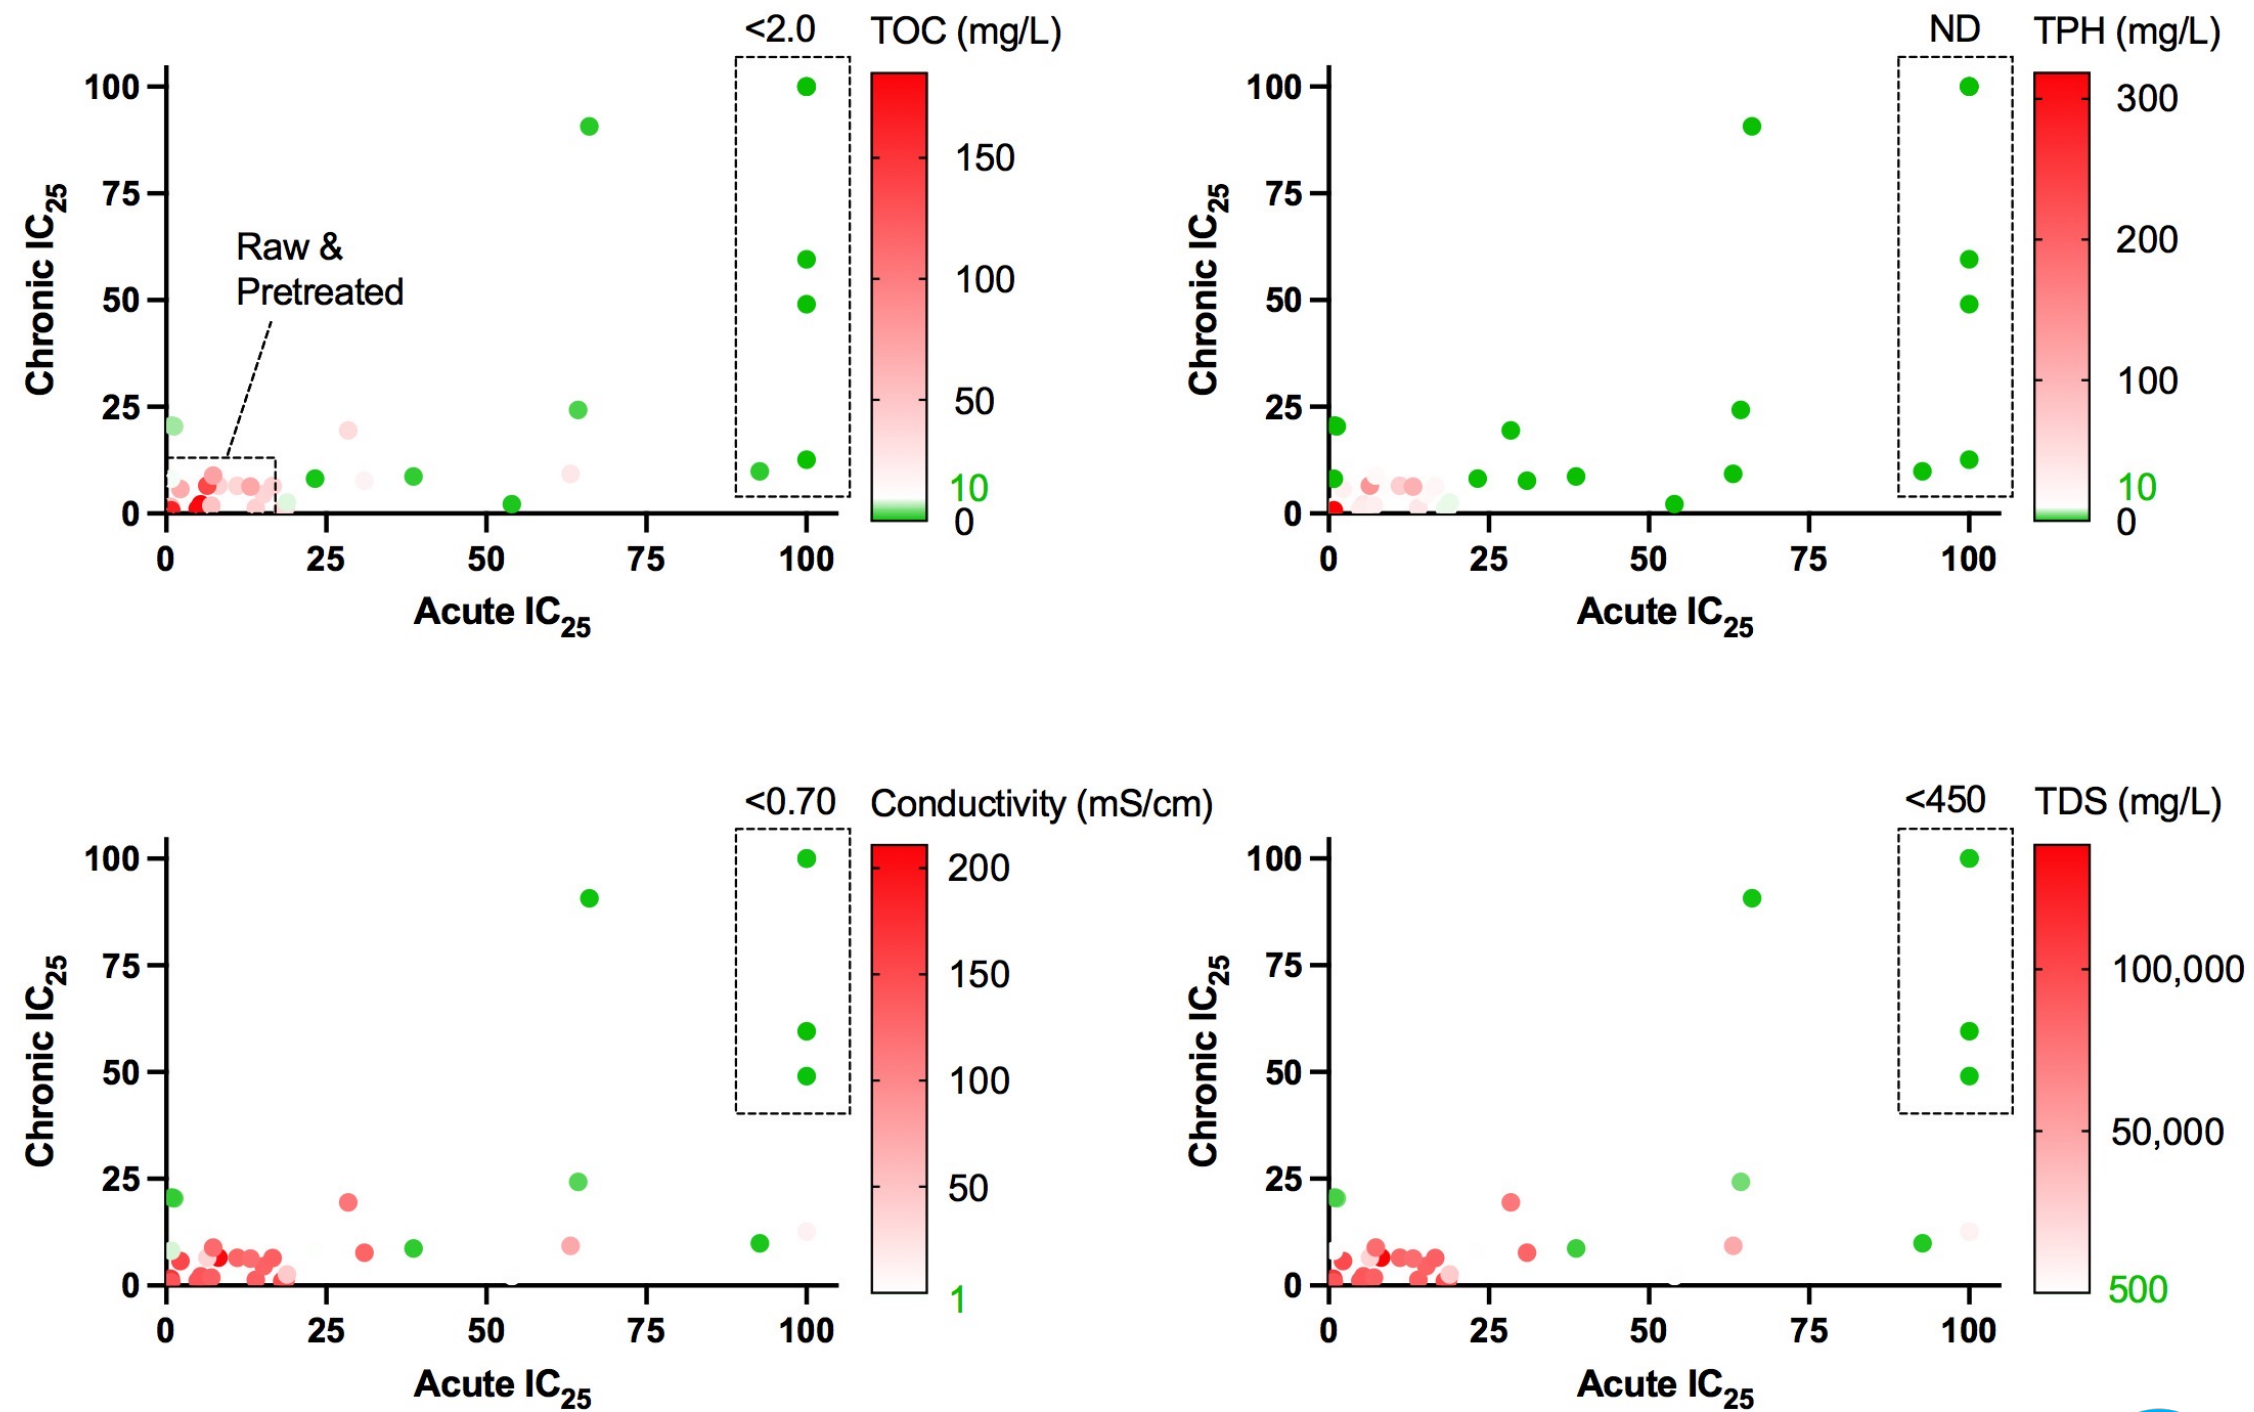 <2.0
TOC (mg/L)
100
75
50
25
0
Chronic IC25
Raw &
Pretreated
0 25 50 75 100
Acute IC25
150
100
50
10
0
ND
TPH (mg/L)
100
75
50
25
0
Chronic IC25
0 25 50 75 100
Acute IC25
300
200
100
10
0
<0.70
Conductivity (mS/cm)
100
75
50
25
0
Chronic IC25
0 25 50 75 100
Acute IC25
200
150
100
50
1
<450
TDS (mg/L)
100
75
50
25
0
Chronic IC25
0 25 50 75 100
Acute IC25
100,000
50,000
500